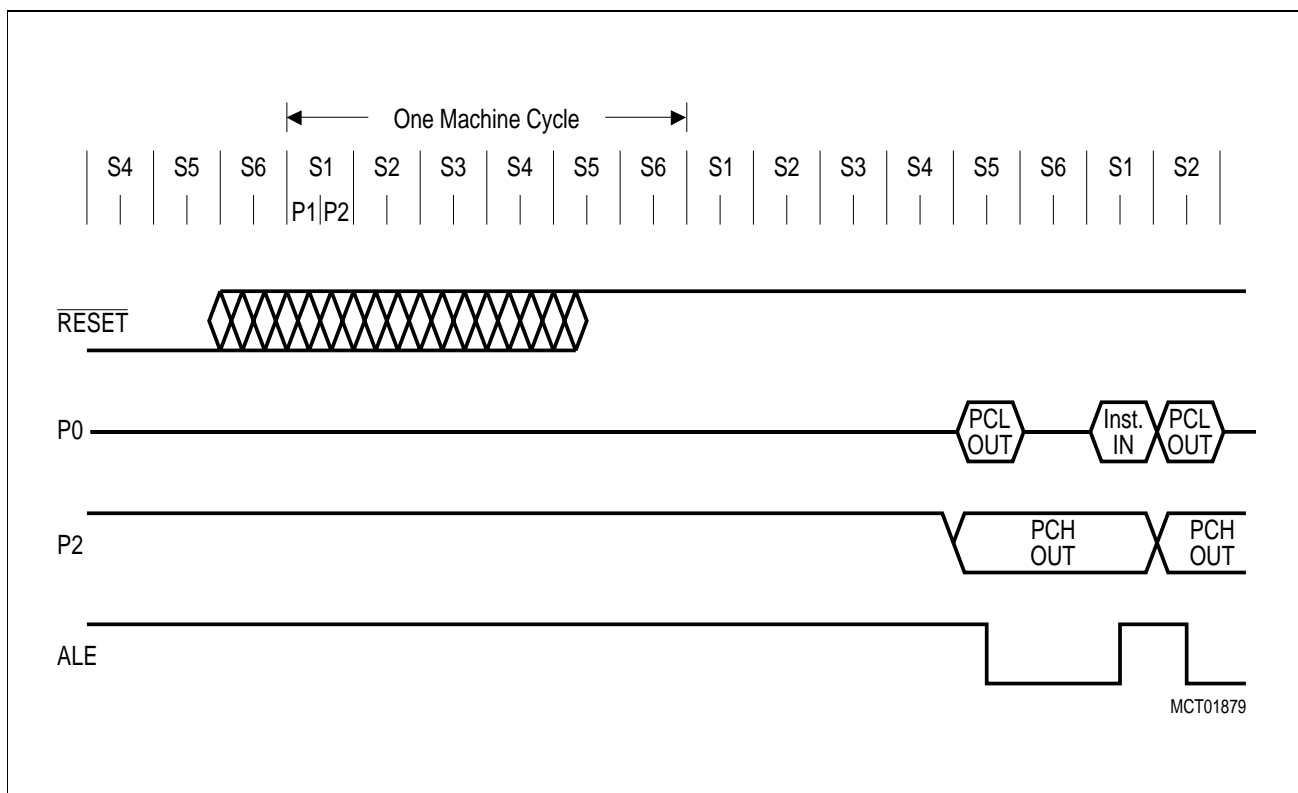 One Machine Cycle
S4 S5 S6 S1 S2 S3 S4 S5 S6 S1 S2 S3 S4 S5 S6 S1 S2
P1 P2
RESET
P0
PCL OUT
Inst. IN
PCL OUT
P2
PCH OUT
PCH OUT
ALE
MCT01879